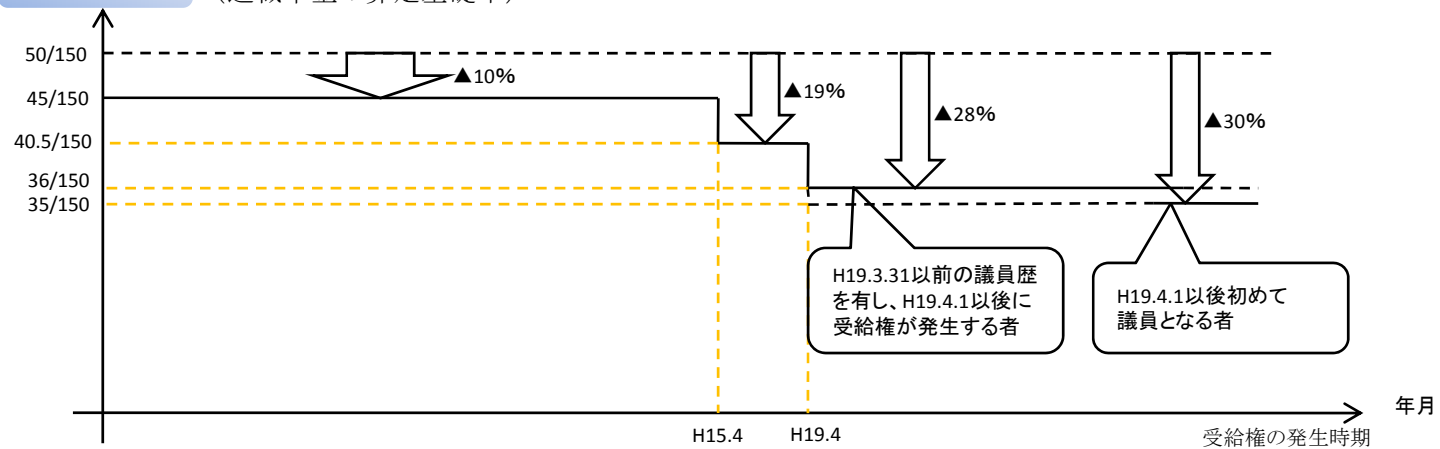 50/150
▲10%
▲19%
45/150
▲28%
▲30%
40.5/150
36/150
35/150
H19.3.31以前の議員歴
を有し、H19.4.1以後に
受給権が発生する者
H19.4.1以後初めて
議員となる者
年月
H15.4
H19.4
受給権の発生時期